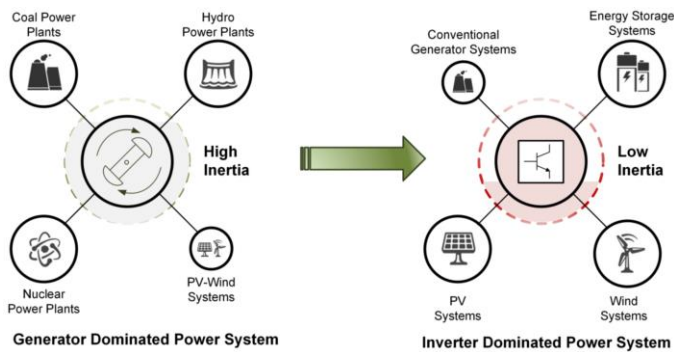 Coal Power
Plants
Hydro
Power Plants
High
Inertia
Nuclear
Power Plants
PV-Wind
Systems
Generator Dominated Power System
Conventional
Generator Systems
Energy Storage
Systems
Low
Inertia
PV
Systems
Wind
Systems
Inverter Dominated Power System